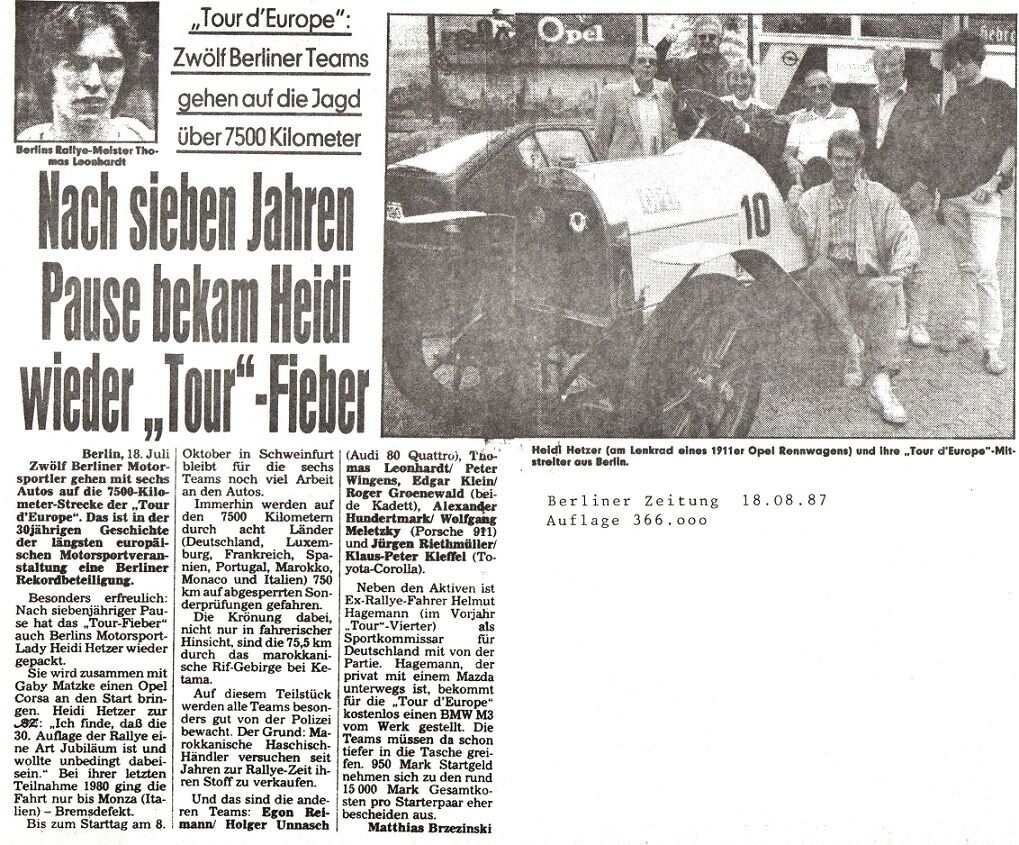 Berlins Rallye-Meister Tho-
mas Leonhardt
„Tour d'Europe":
Zwölf Berliner Teams
gehen auf die Jagd
über 7500 Kilometer
Nach sieben Jahren
Pause bekam Heidi
wieder „Tour"-Fieber
Opel
10
Heidi Hetzer (am Lenkrad eines 1911er Opel Rennwagens) und ihre „Tour d'Europe"-Mit-
streiter aus Berlin.
Berliner Zeitung 18.08.87
Auflage 366.ooo
Berlin, 18. Juli
Zwölf Berliner Motor-
sportler gehen mit sechs
Autos auf die 7500-Kilo-
meter-Strecke der „Tour
d'Europe". Das ist in der
30jährigen Geschichte
der längsten europäi-
schen Motorsportveran-
staltung eine Berliner
Rekordbeteiligung.
Besonders erfreulich:
Nach siebenjähriger Pau-
se hat das „Tour-Fieber"
auch Berlins Motorsport-
Lady Heidi Hetzer wieder
gepackt.
Sie wird zusammen mit
Gaby Matzke einen Opel
Corsa an den Start brin-
gen. Heidi Hetzer zur
BZ: „Ich finde, daß die
30. Auflage der Rallye ei-
ne Art Jubiläum ist und
wollte unbedingt dabei-
sein." Bei ihrer letzten
Teilnahme 1980 ging die
Fahrt nur bis Monza (Ita-
lien) – Bremsdefekt.
Bis zum Starttag am 8.
Oktober in Schweinfurt
bleibt für die sechs
Teams noch viel Arbeit
an den Autos.
Immerhin werden auf
den 7500 Kilometern
durch acht Länder
(Deutschland, Luxem-
burg, Frankreich, Spa-
nien, Portugal, Marokko,
Monaco und Italien) 750
km auf abgesperrten Son-
derprüfungen gefahren.
Die Krönung dabei,
nicht nur in fahrerischer
Hinsicht, sind die 75,5 km
durch das marokkani-
sche Rif-Gebirge bei Ke-
tama.
Auf diesem Teilstück
werden alle Teams beson-
ders gut von der Polizei
bewacht. Der Grund: Ma-
rokkanische Haschisch-
Händler versuchen seit
Jahren zur Rallye-Zeit ih-
ren Stoff zu verkaufen.
Und das sind die ande-
ren Teams: Egon Rei-
mann/ Holger Unnasch
(Audi 80 Quattro), Tho-
mas Leonhardt/ Peter
Wingens, Edgar Klein/
Roger Groenewald (bei-
de Kadett), Alexander
Hundertmark/ Wolfgang
Meletzky (Porsche 911)
und Jürgen Riethmüller/
Klaus-Peter Kleffel (To-
yota-Corolla).
Neben den Aktiven ist
Ex-Rallye-Fahrer Helmut
Hagemann (im Vorjahr
„Tour"-Vierter) als
Sportkommissar für
Deutschland mit von der
Partie. Hagemann, der
privat mit einem Mazda
unterwegs ist, bekommt
für die „Tour d'Europe"
kostenlos einen BMW M3
vom Werk gestellt. Die
Teams müssen da schon
tiefer in die Tasche grei-
fen. 950 Mark Startgeld
nehmen sich zu den rund
15 000 Mark Gesamtko-
sten pro Starterpaar eher
bescheiden aus.
Matthias Brzezinski